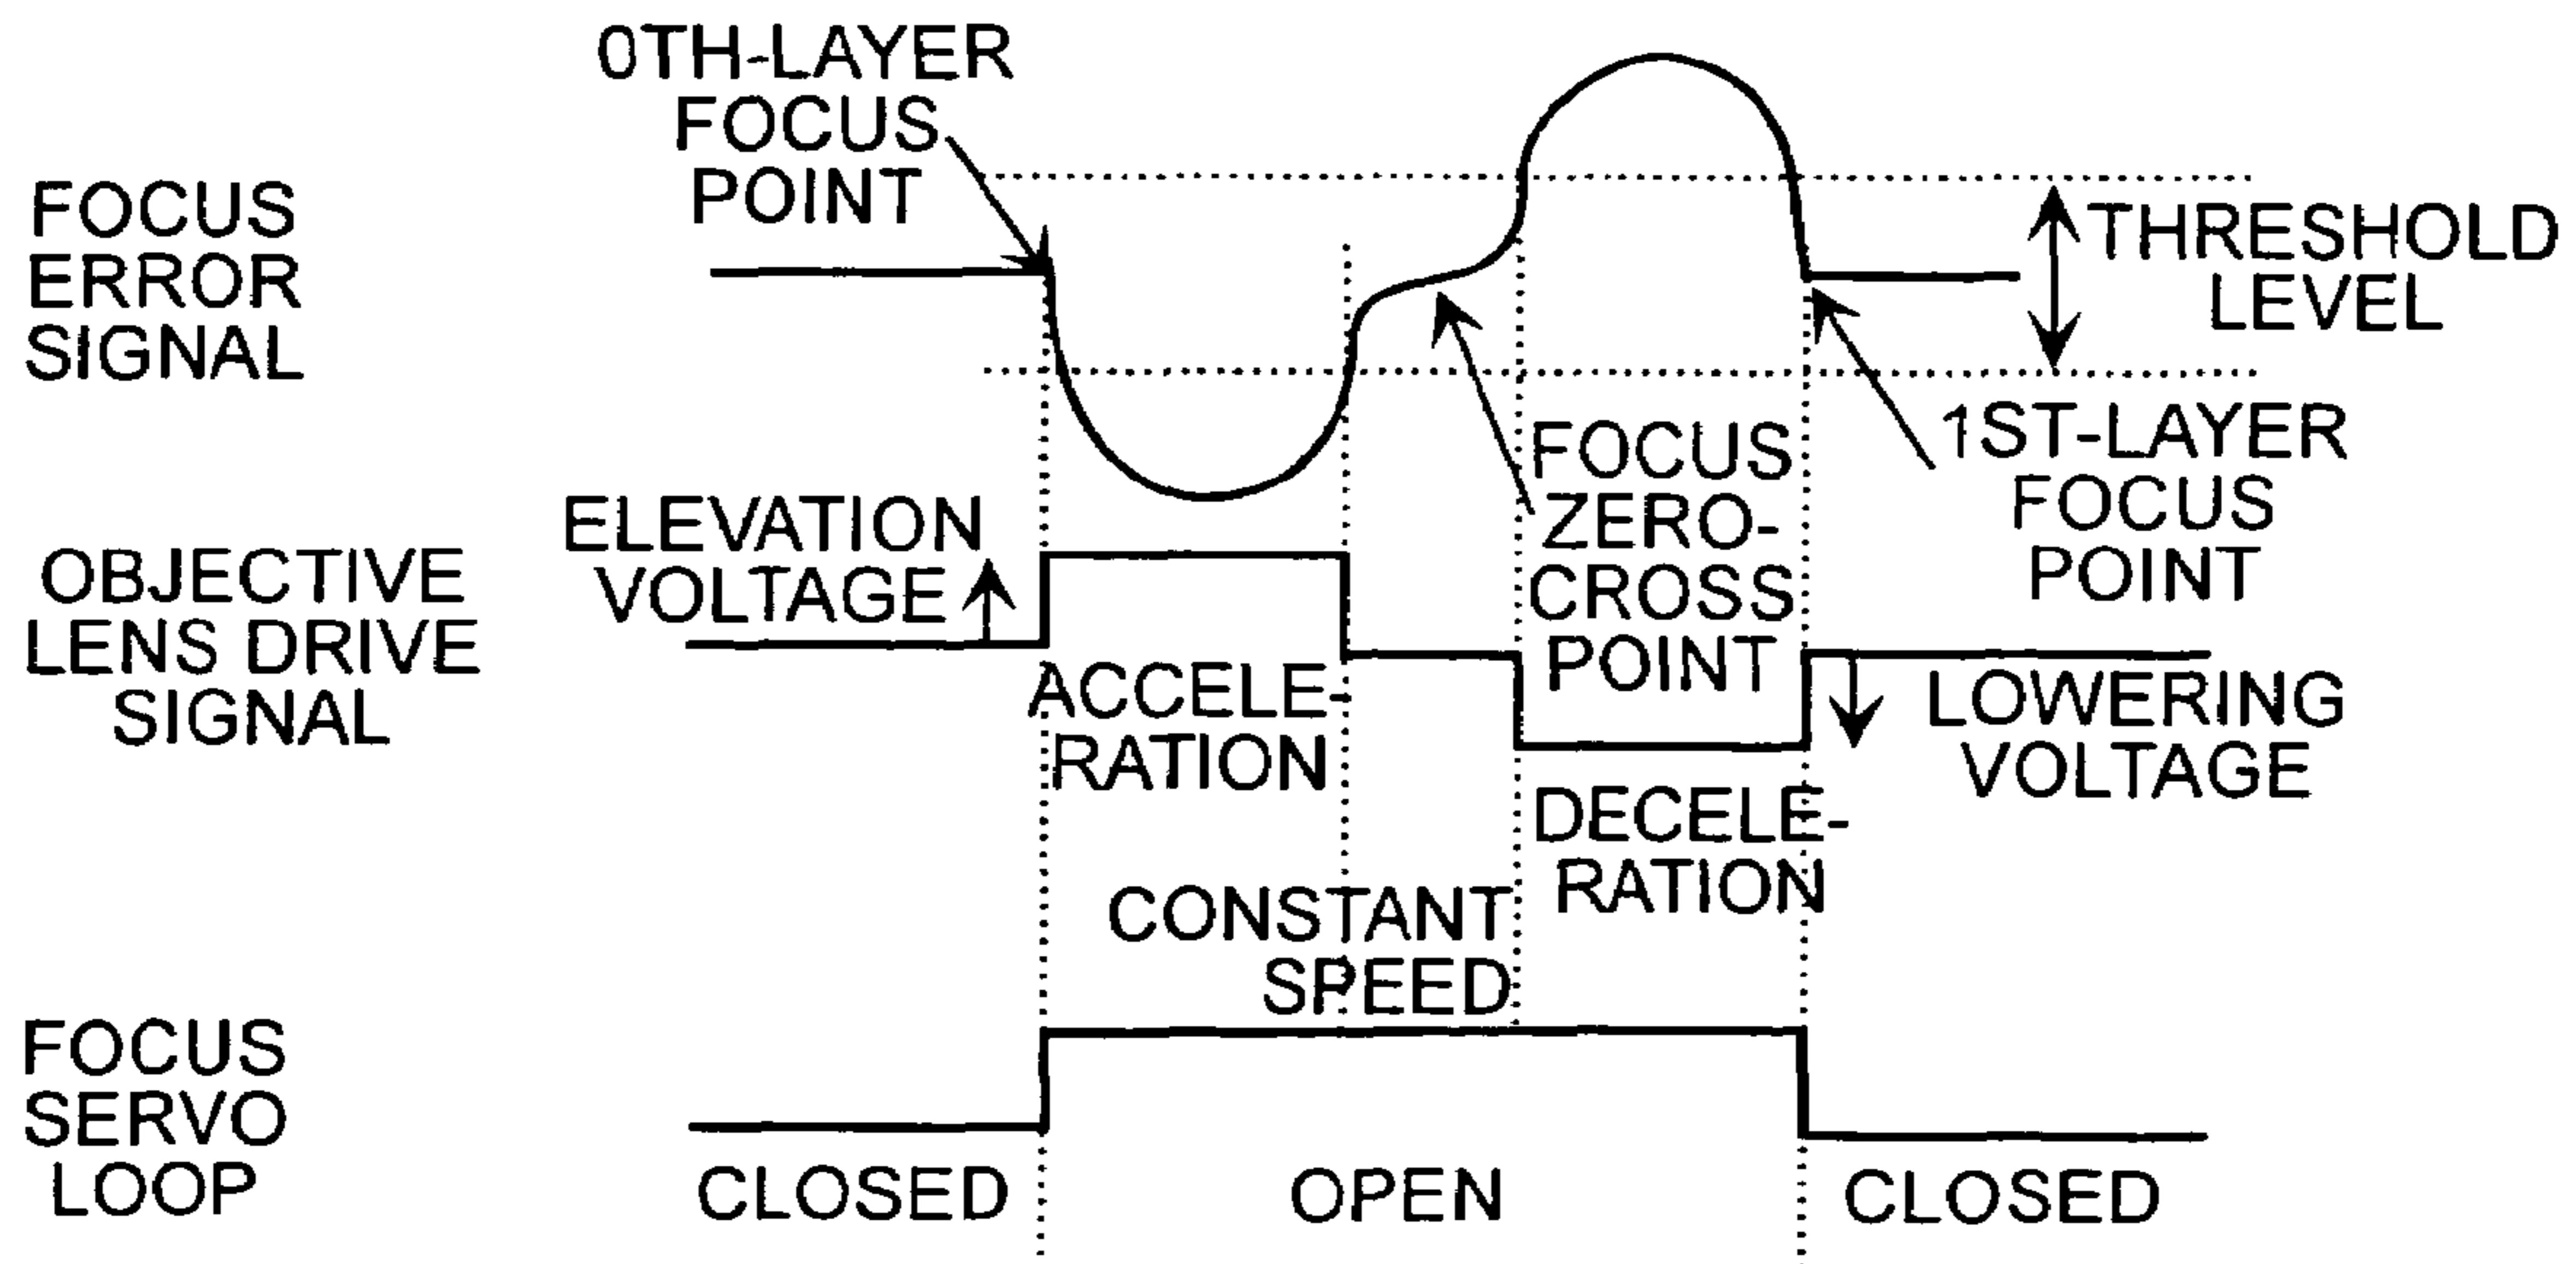 0TH-LAYER
FOCUS
POINT
FOCUS
ERROR
SIGNAL
THRESHOLD
LEVEL
1ST-LAYER
FOCUS
POINT
FOCUS
ZERO-
CROSS
POINT
ELEVATION
VOLTAGE
OBJECTIVE
LENS DRIVE
SIGNAL
ACCELE-
RATION
LOWERING
VOLTAGE
DECELE-
RATION
CONSTANT
SPEED
FOCUS
SERVO
LOOP
CLOSED
OPEN
CLOSED